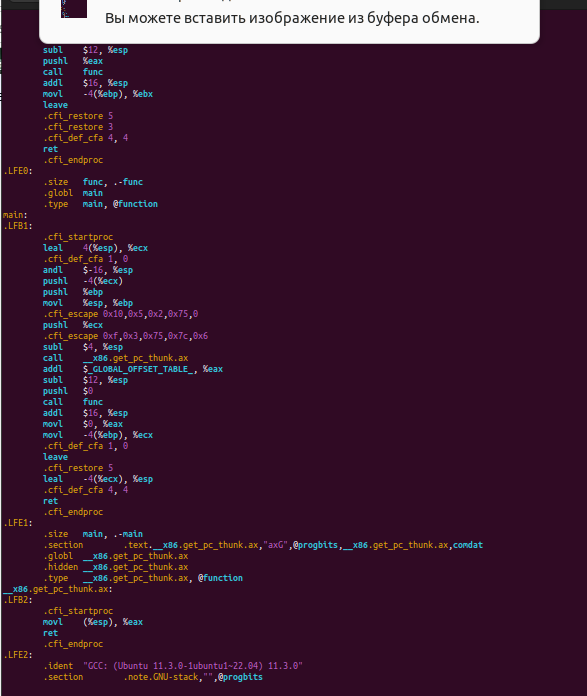 Вы можете вставить изображение из буфера обмена.
subl $12, %esp
pushl %eax
call func
addl $16, %esp
movl -4(%ebp), %ebx
leave
.cfi_restore 5
.cfi_restore 3
.cfi_def_cfa 4, 4
ret
.cfi_endproc
.LFE0:
.size func, .-func
.globl main
.type main, @function
main:
.LFB1:
.cfi_startproc
leal 4(%esp), %ecx
.cfi_def_cfa 1, 0
andl $-16, %esp
pushl -4(%ecx)
pushl %ebp
movl %esp, %ebp
.cfi_escape 0x10,0x5,0x2,0x75,0
pushl %ecx
.cfi_escape 0xf,0x3,0x75,0x7c,0x6
subl $4, %esp
call __x86.get_pc_thunk.ax
addl $_GLOBAL_OFFSET_TABLE_, %eax
subl $12, %esp
pushl $0
call func
addl $16, %esp
movl $0, %eax
movl -4(%ebp), %ecx
.cfi_def_cfa 1, 0
leave
.cfi_restore 5
leal -4(%ecx), %esp
.cfi_def_cfa 4, 4
ret
.cfi_endproc
.LFE1:
.size main, .-main
.section .text.__x86.get_pc_thunk.ax,"axG",@progbits,__x86.get_pc_thunk.ax,comdat
.globl __x86.get_pc_thunk.ax
.hidden __x86.get_pc_thunk.ax
.type __x86.get_pc_thunk.ax, @function
__x86.get_pc_thunk.ax:
.LFB2:
.cfi_startproc
movl (%esp), %eax
ret
.cfi_endproc
.LFE2:
.ident "GCC: (Ubuntu 11.3.0-1ubuntu1~22.04) 11.3.0"
.section .note.GNU-stack,"",@progbits